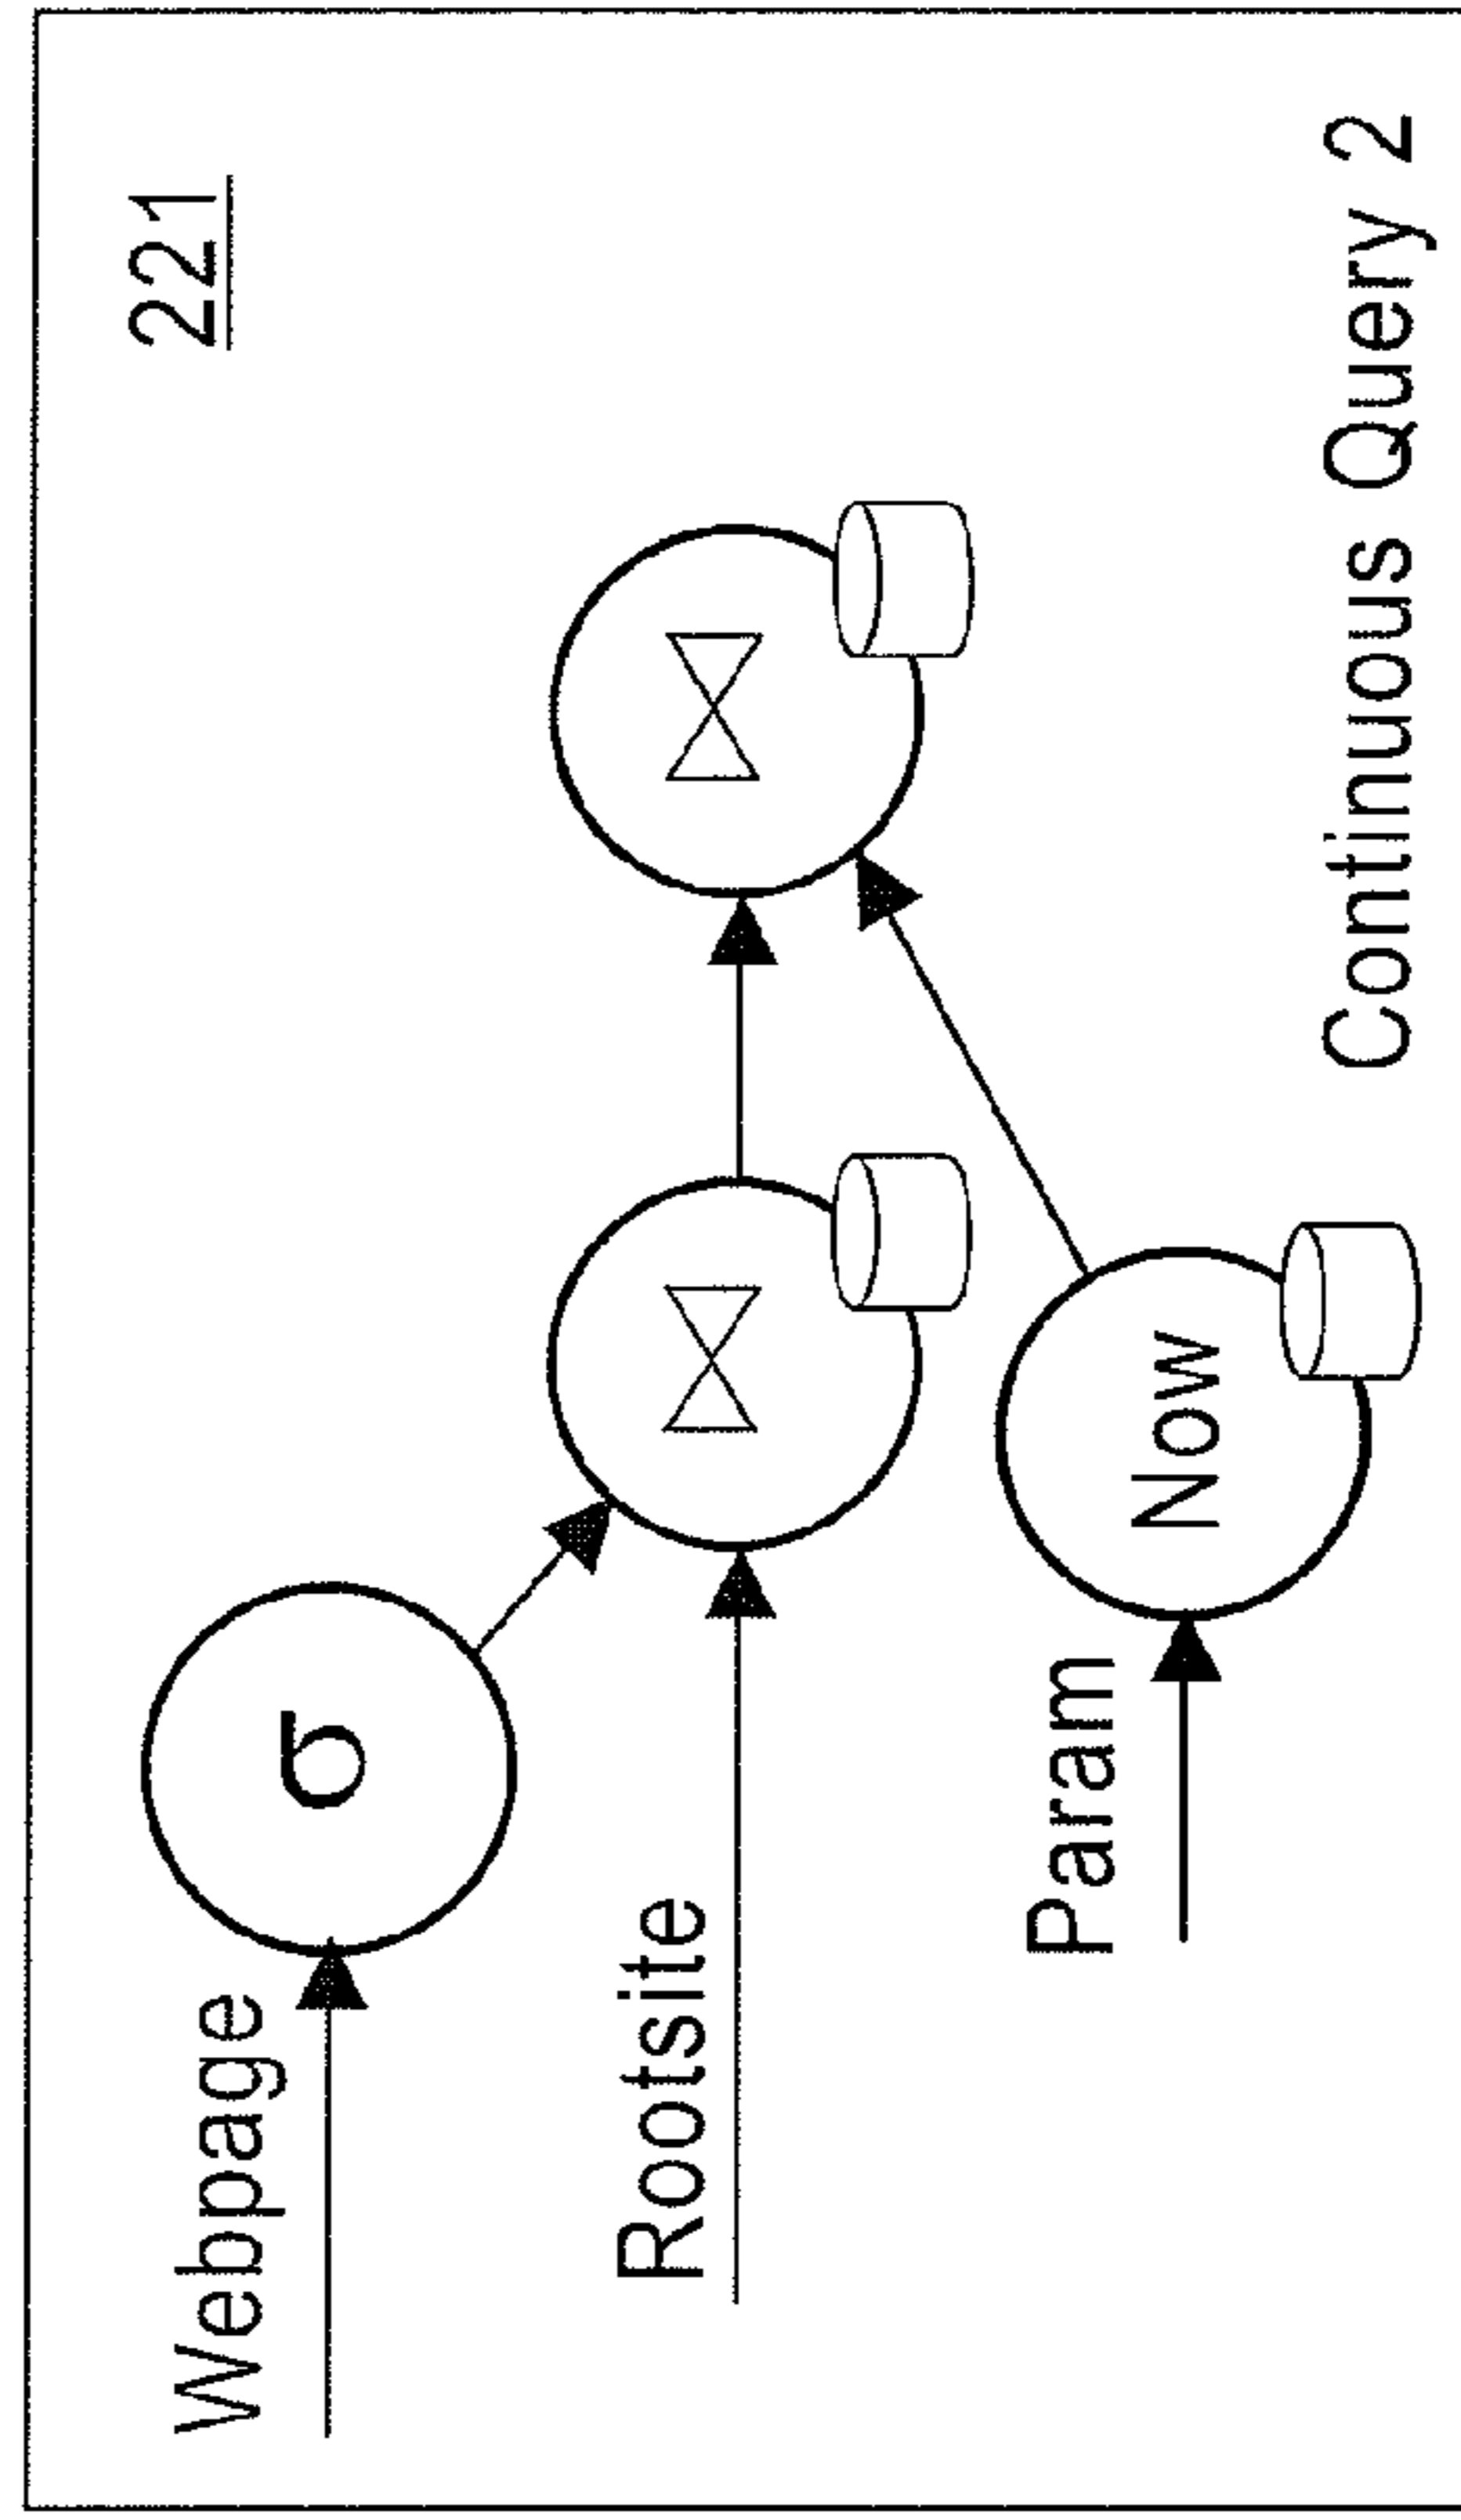 221
Webpage
σ
Rootsite
Param
Now
Continuous Query 2